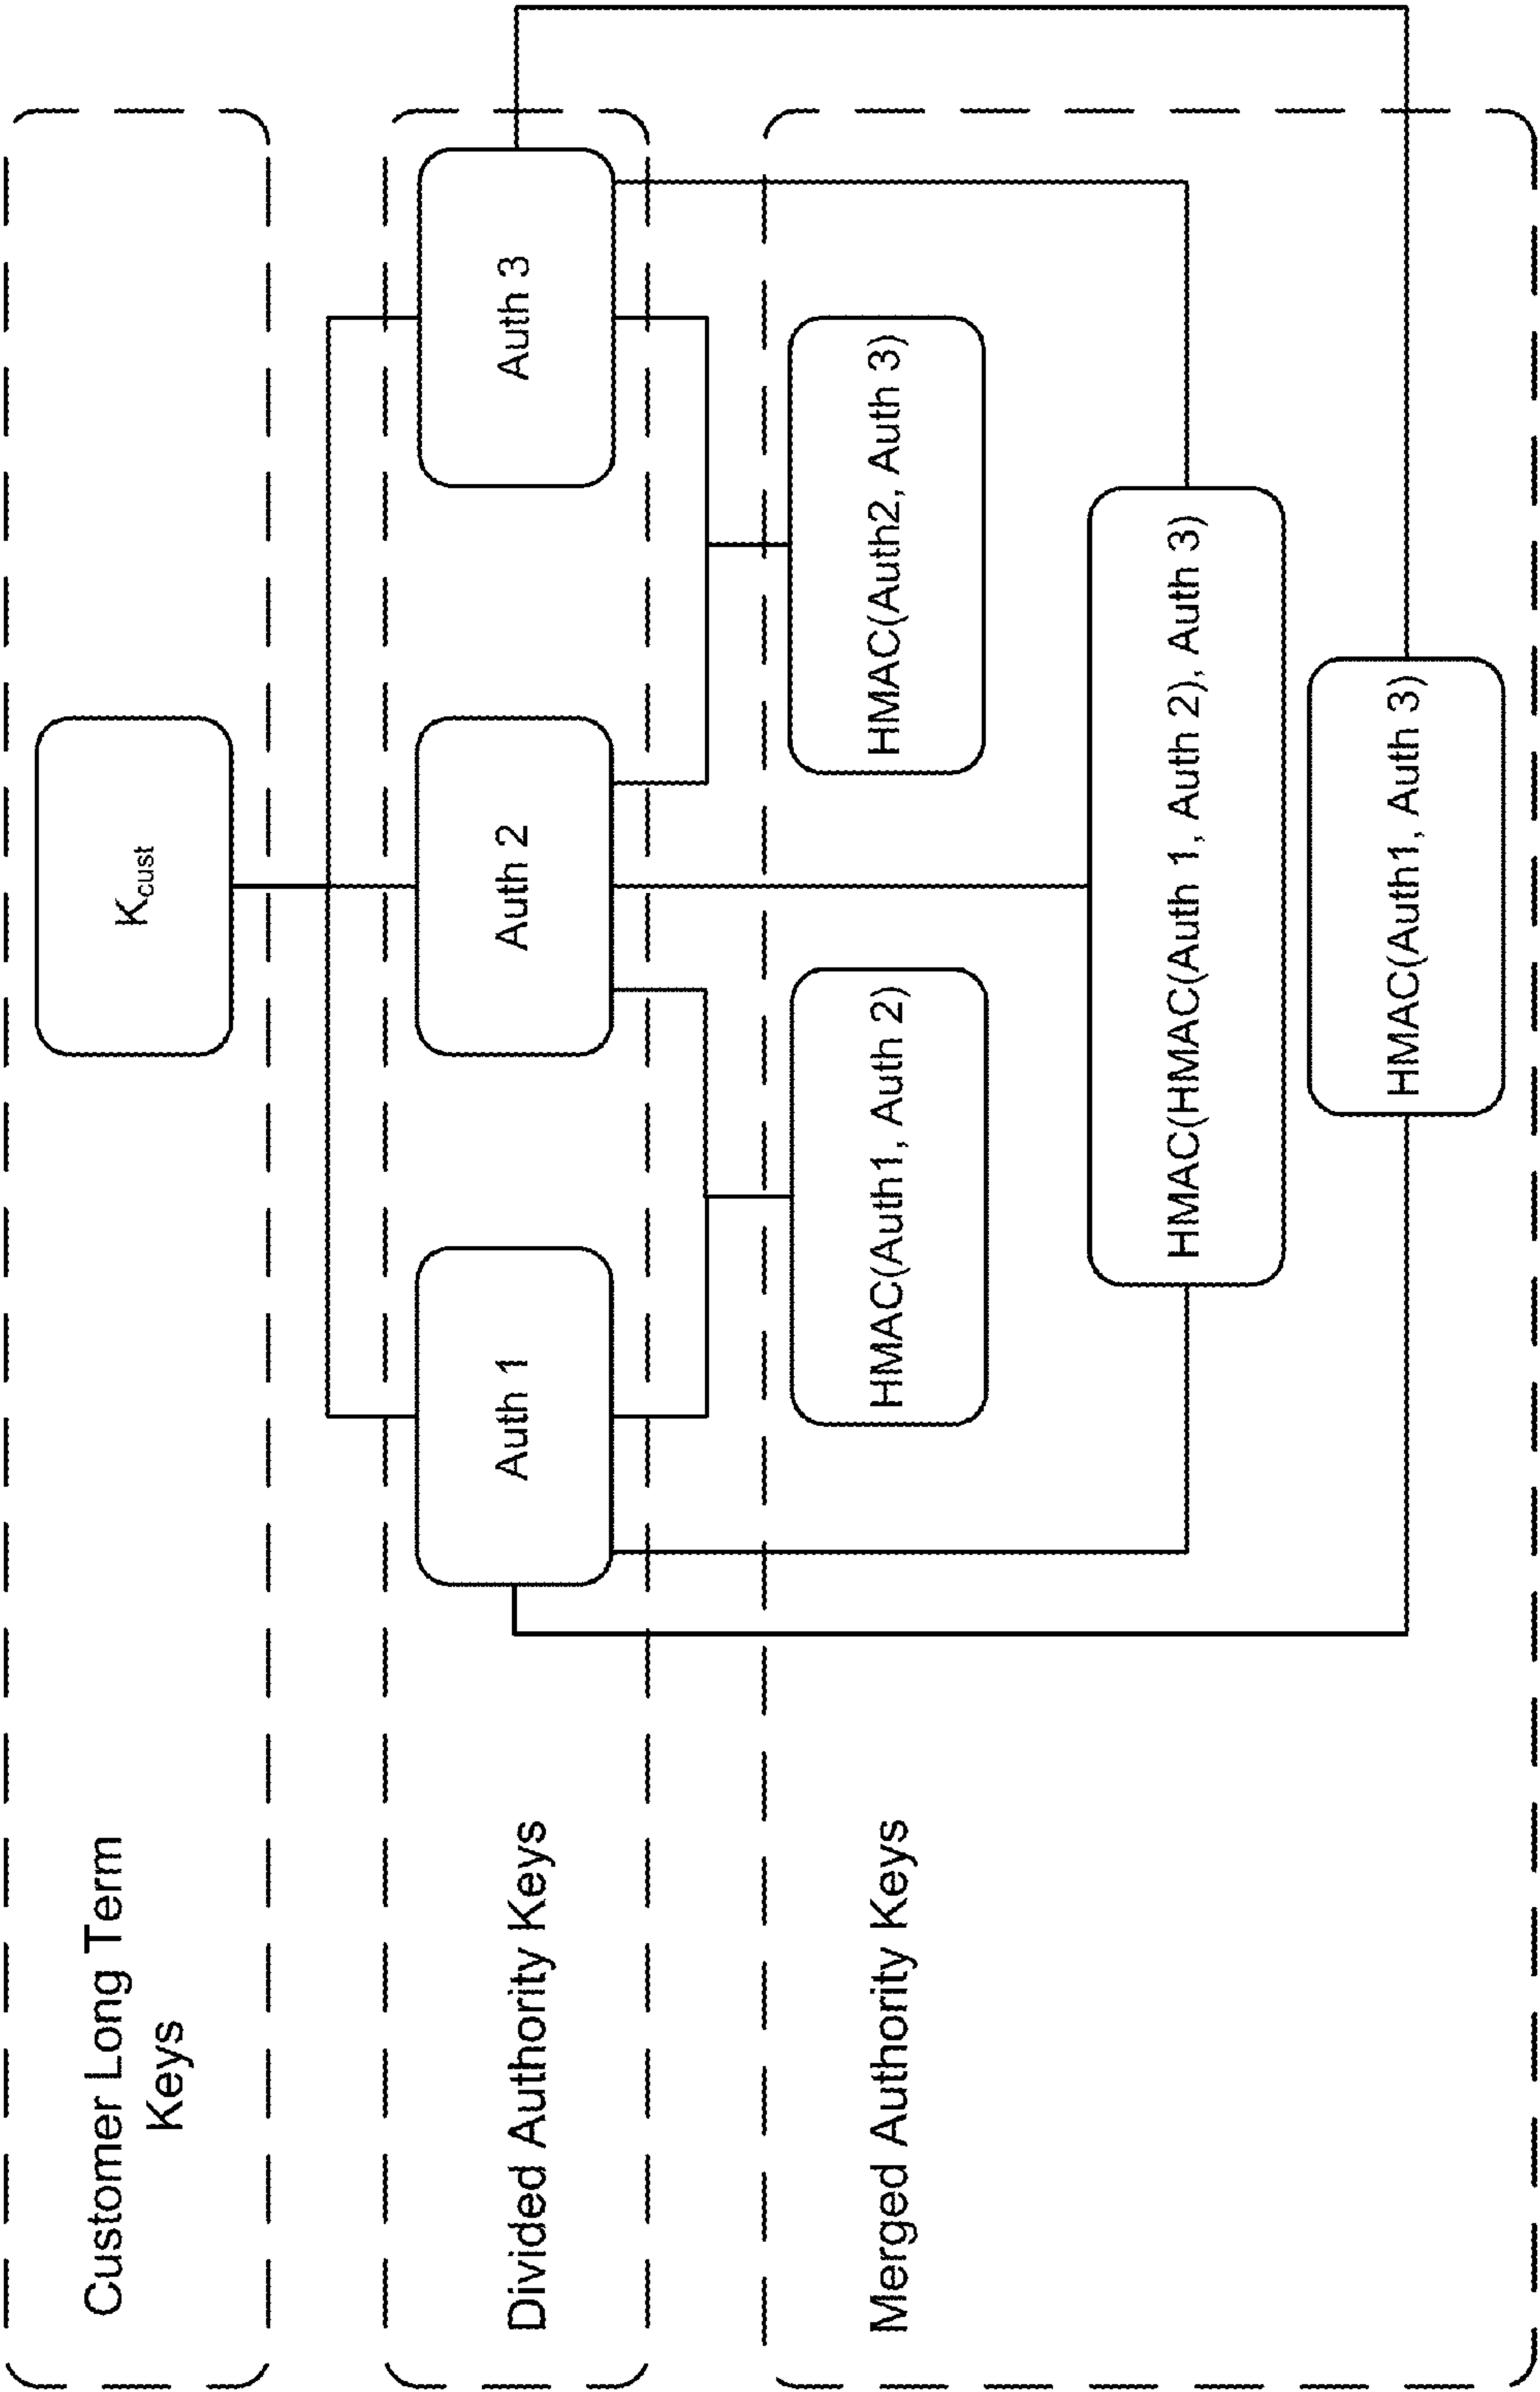 Customer Long Term
Keys
K_cust
Divided Authority Keys
Auth 1
Auth 2
Auth 3
Merged Authority Keys
HMAC(Auth1, Auth 2)
HMAC(Auth2, Auth 3)
HMAC(HMAC(Auth 1, Auth 2), Auth 3)
HMAC(Auth1, Auth 3)